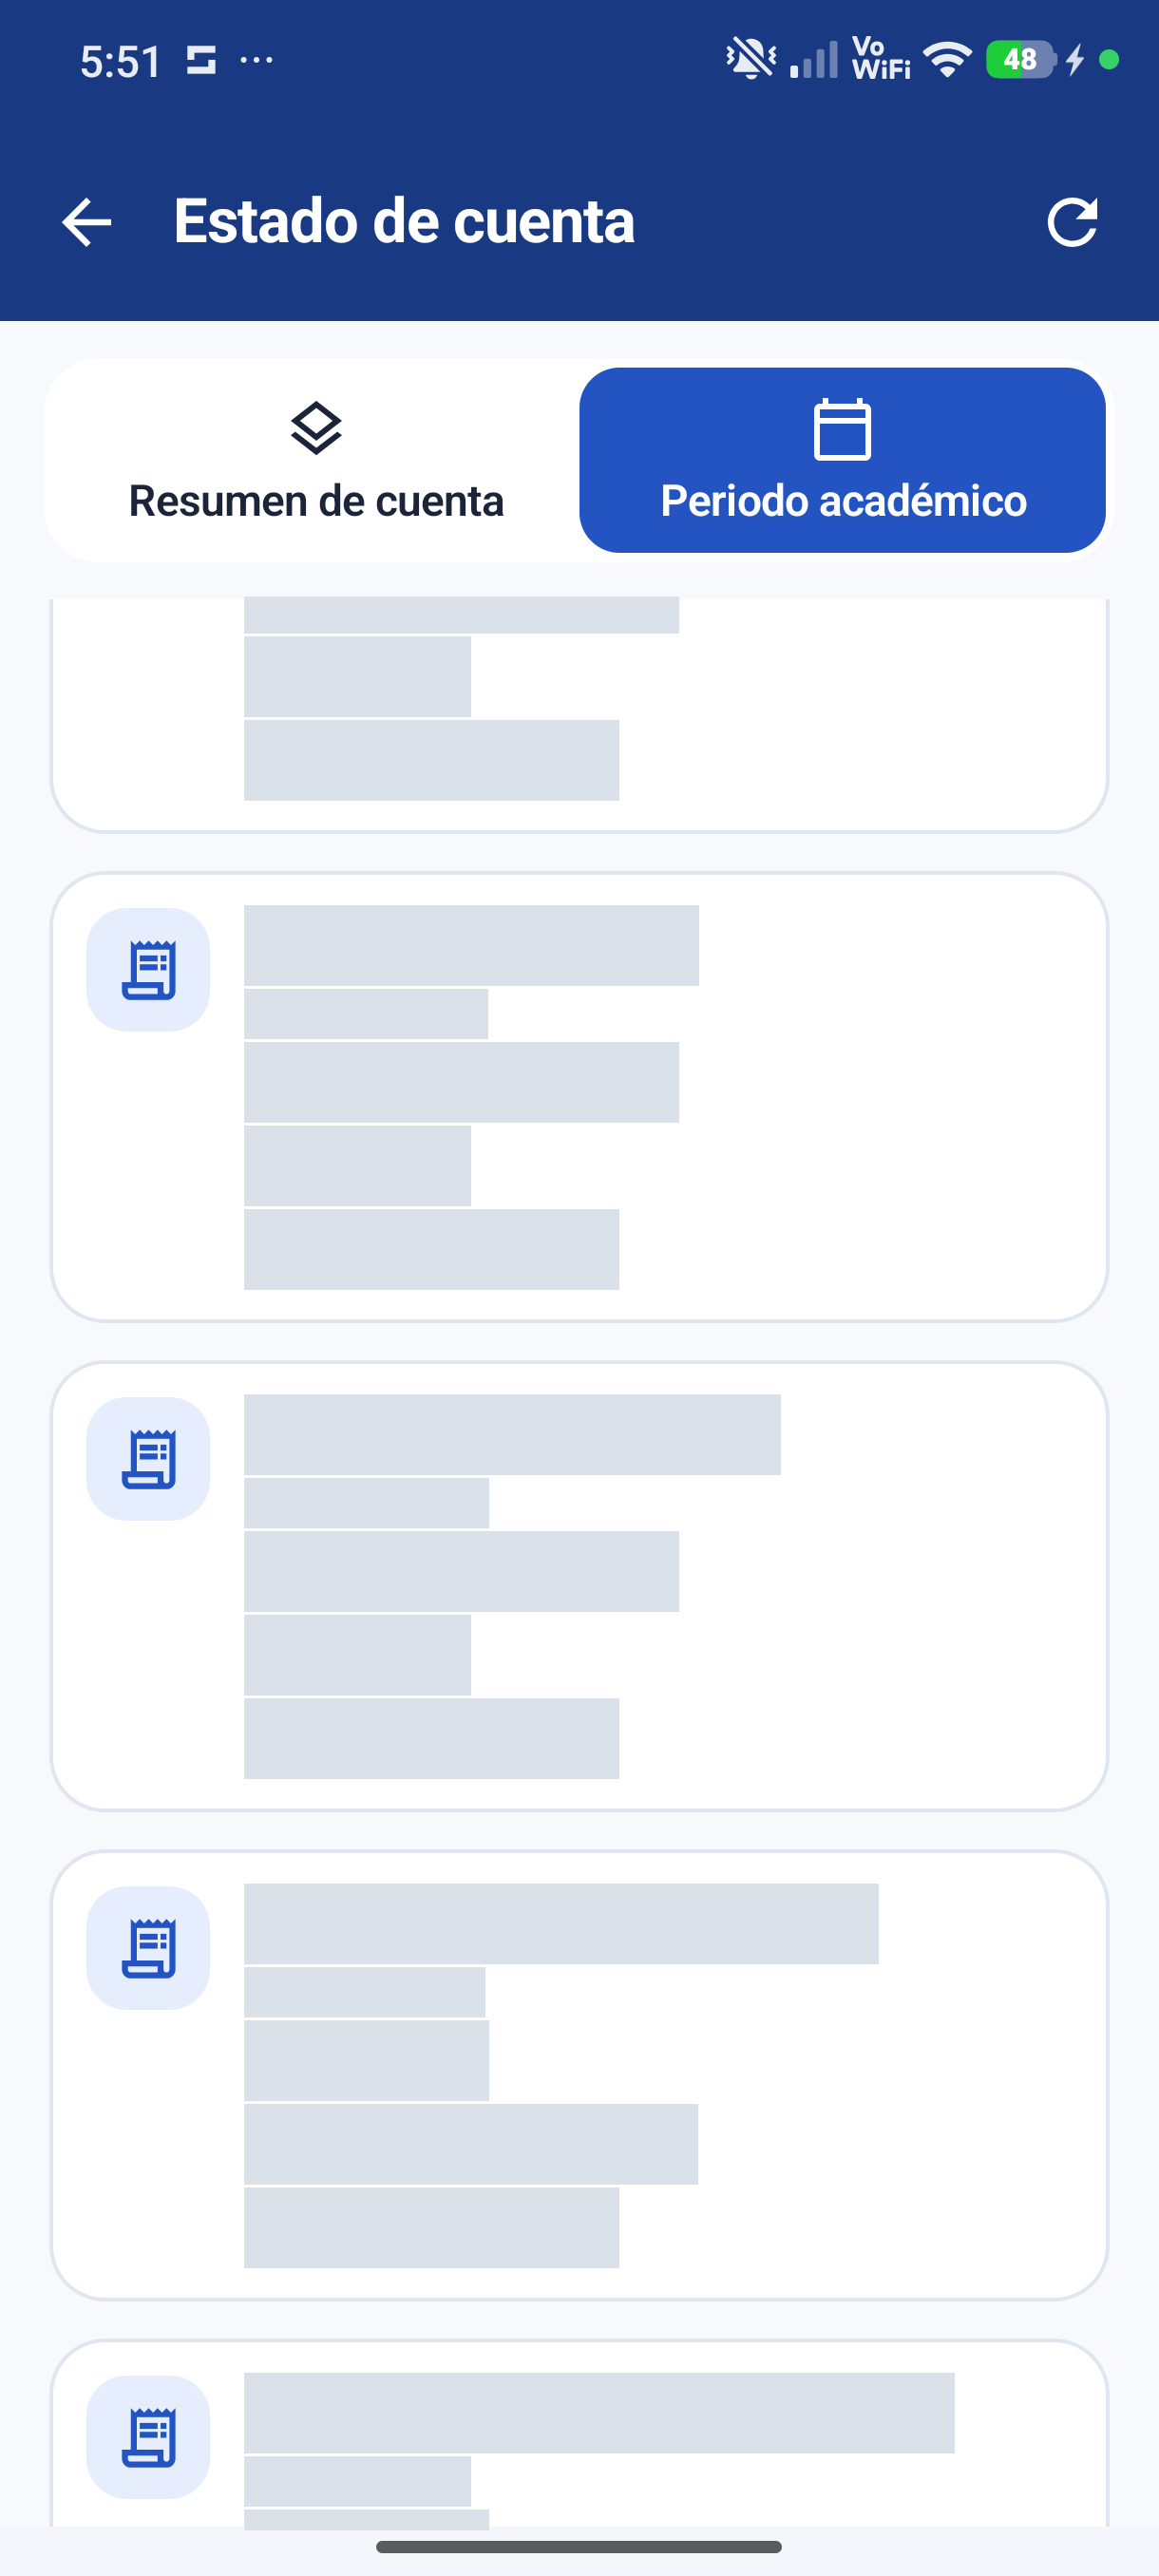 5:51
Vo
WiFi
48
Estado de cuenta
Resumen de cuenta
Periodo académico